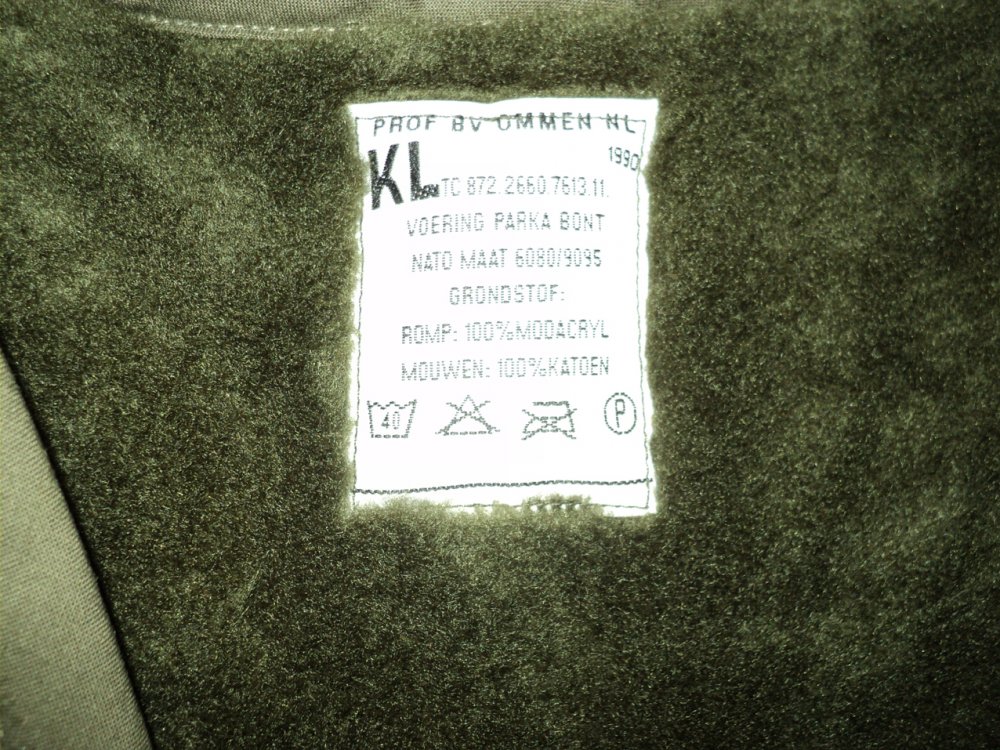 PROF BV OMMEN NL
1990
KL TC 872.2660.7613.11.
VOERING PARKA BONT
NATO MAAT 6080/9095
GRONDSTOF:
ROMP: 100%MODACRYL
MOUWEN: 100%KATOEN
40 P